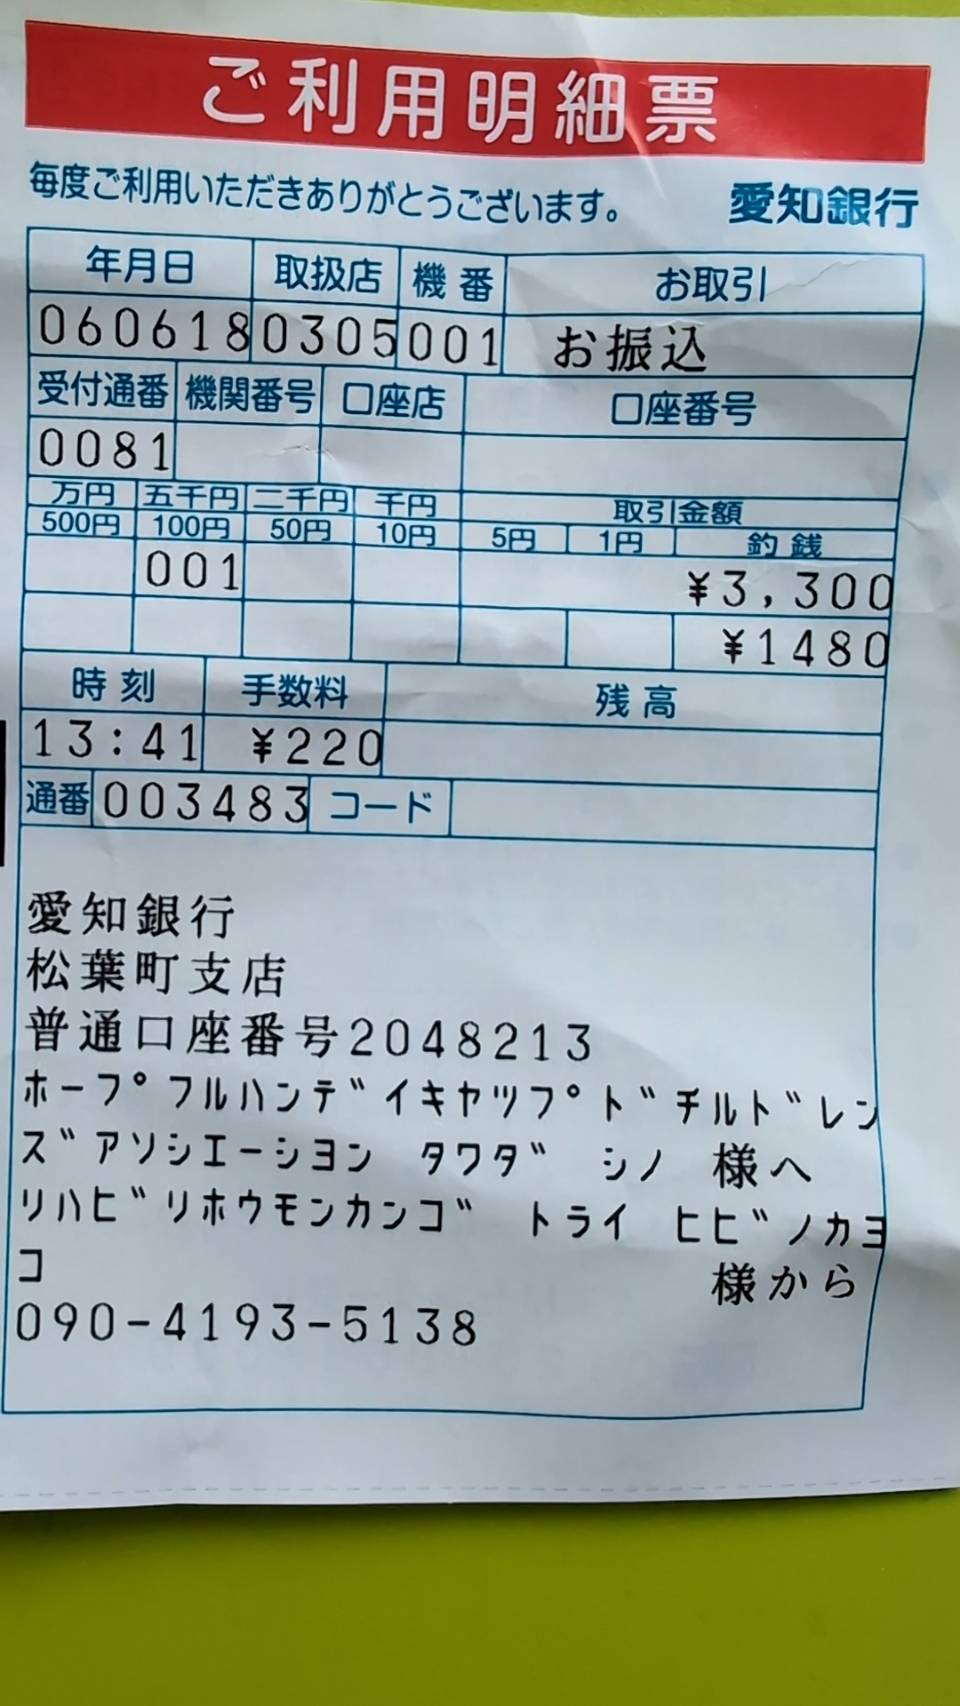 ご利用明細票
毎度ご利用いただきありがとうございます。 愛知銀行
年月日 取扱店 機番 お取引
060618 0305 001 お振込
受付通番 機関番号 口座店 口座番号
0081
万円 五千円 二千円 千円 取引金額
500円 100円 50円 10円 5円 1円 釣銭
001 ¥3,300
¥1480
時刻 手数料 残高
13:41 ¥220
通番 003483 コード
愛知銀行
松葉町支店
普通口座番号2048213
ホープフルハンデイキヤツプドチルドレン
ズアソシエーション タワダ シノ 様へ
リハビリホウモンカンゴ トライ ヒビノカヨ
コ 様から
090-4193-5138